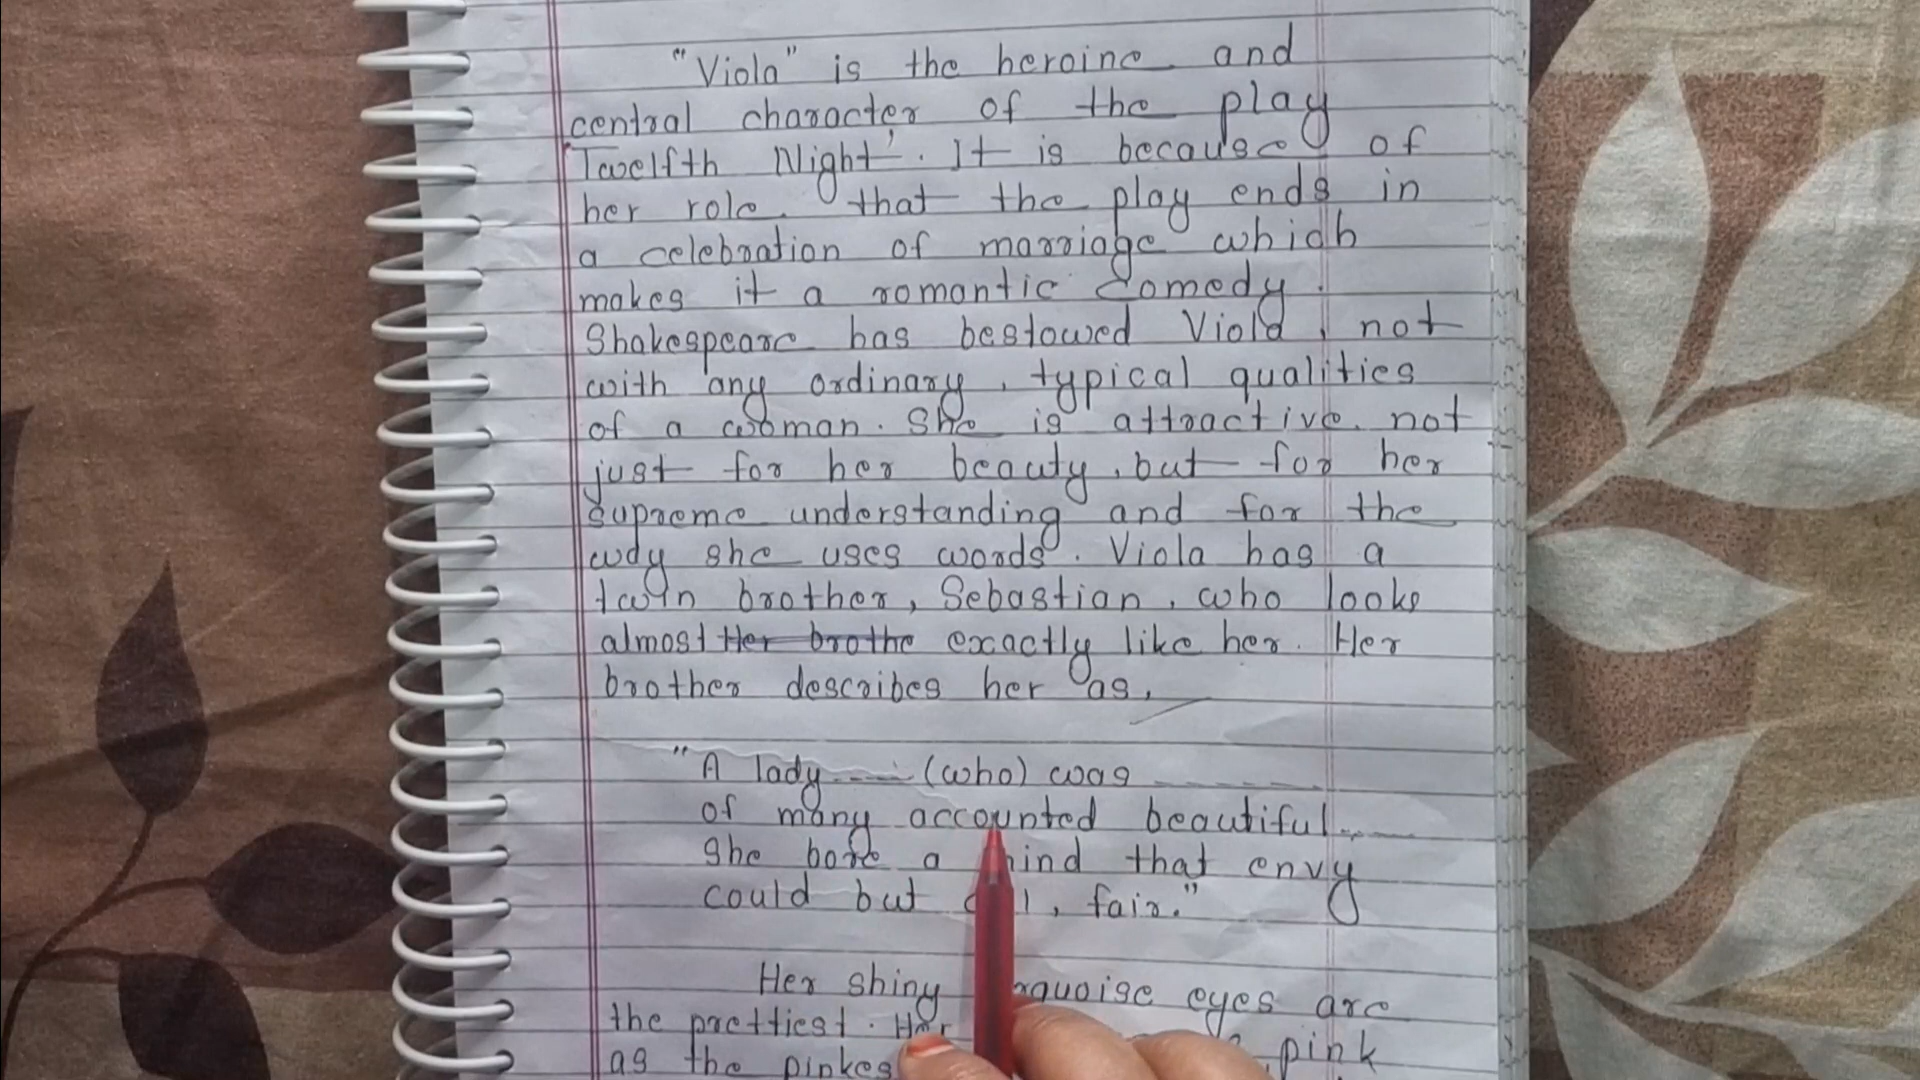 "Viola" is the heroine and
central character of the play
'Twelfth Night'. It is because of
her role that the play ends in
a celebration of marriage which
makes it a romantic comedy.
Shakespeare has bestowed Viola, not
with any ordinary, typical qualities
of a woman. She is attractive not
just for her beauty, but for her
supreme understanding and for the
way she uses words. Viola has a
twin brother, Sebastian, who looks
almost Her brothe exactly like her. Her
brother describes her as,
"A lady ---- (who) was
of many accounted beautiful....
she bore a that envy
could but , fair."
Her shiny eyes are
the prettiest. Her
as the pink